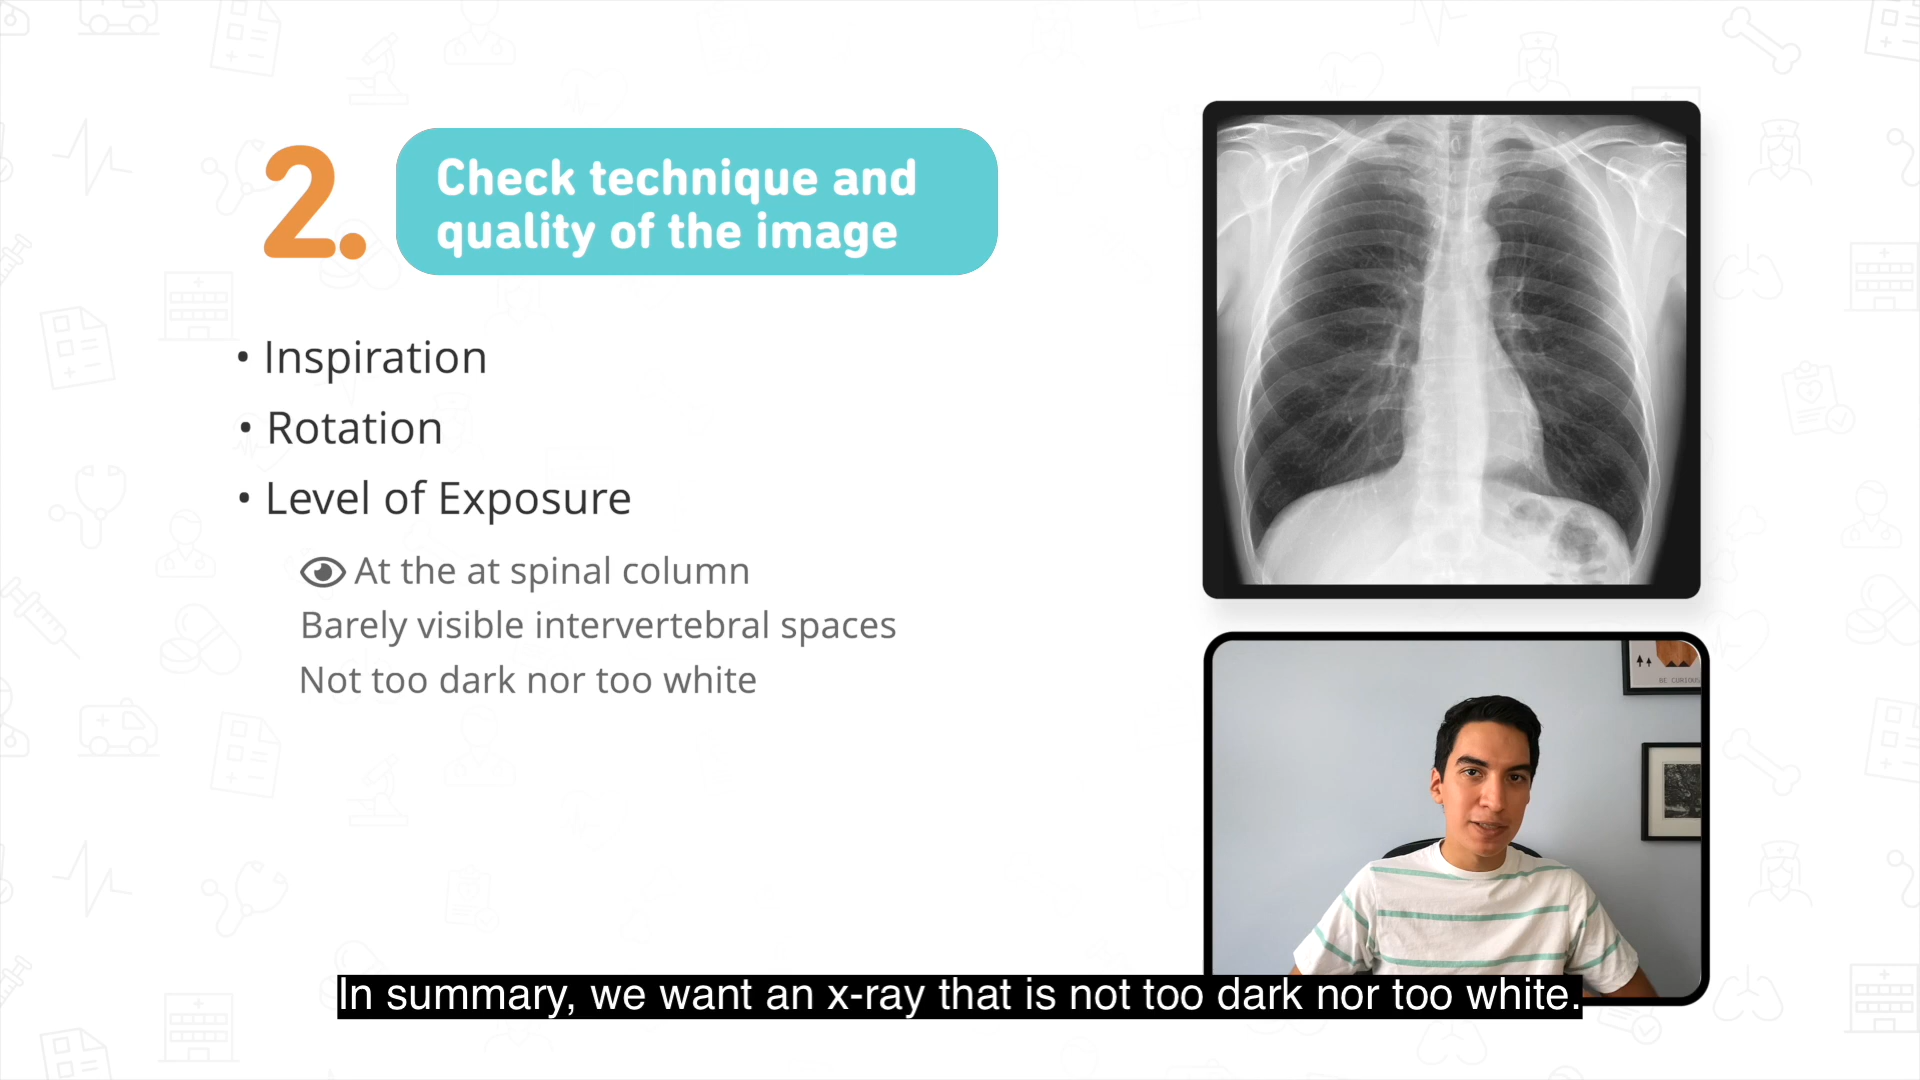 2.
Check technique and
quality of the image
• Inspiration
• Rotation
• Level of Exposure
At the at spinal column
Barely visible intervertebral spaces
Not too dark nor too white
BE CURIOUS
In summary, we want an x-ray that is not too dark nor too white.